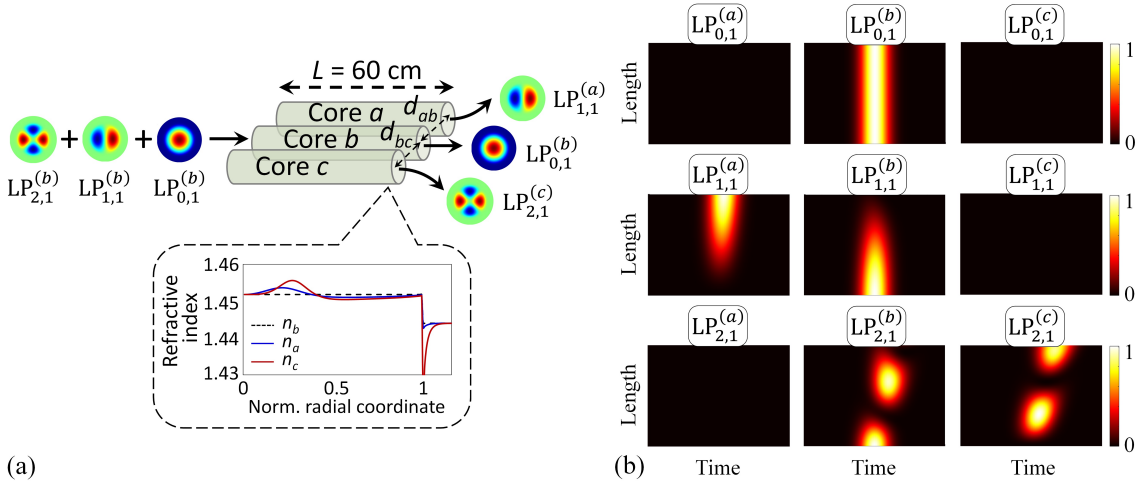 L = 60 cm
Core a
d_ab
Core b
d_bc
Core c
LP_{2,1}^{(b)} + LP_{1,1}^{(b)} + LP_{0,1}^{(b)}
LP_{1,1}^{(a)}
LP_{0,1}^{(b)}
LP_{2,1}^{(c)}
Refractive index
1.46
1.45
1.44
1.43
n_b
n_a
n_c
0 0.5 1
Norm. radial coordinate
(a)
LP_{0,1}^{(a)} LP_{0,1}^{(b)} LP_{0,1}^{(c)}
Length
1
0
LP_{1,1}^{(a)} LP_{1,1}^{(b)} LP_{1,1}^{(c)}
Length
1
0
LP_{2,1}^{(a)} LP_{2,1}^{(b)} LP_{2,1}^{(c)}
Length
1
0
Time Time Time
(b)